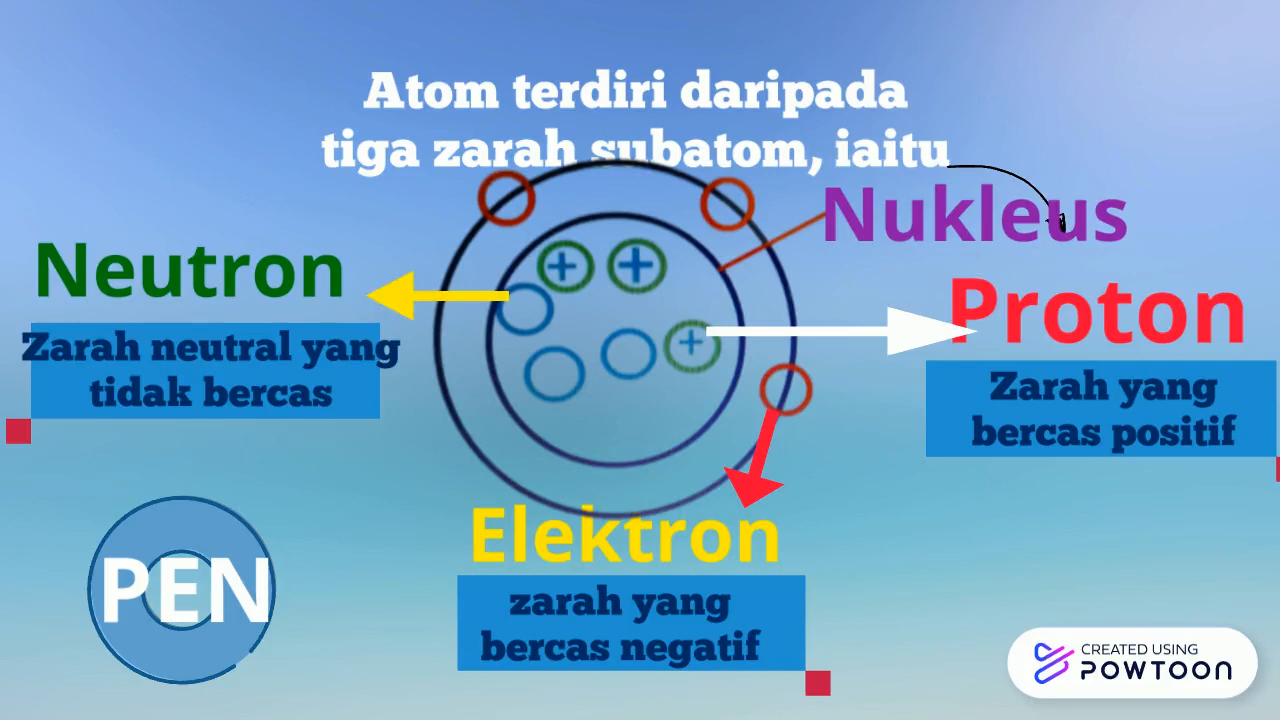 Atom terdiri daripada
tiga zarah subatom, iaitu
Nukleus
Neutron
Zarah neutral yang
tidak bercas
Proton
Zarah yang
bercas positif
+ +
+
Elektron
zarah yang
bercas negatif
PEN
CREATED USING
POWTOON